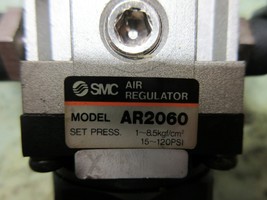 SMC AIR
REGULATOR
MODEL AR2060
SET PRESS. 1~8.5kgf/cm²
15~120PSI